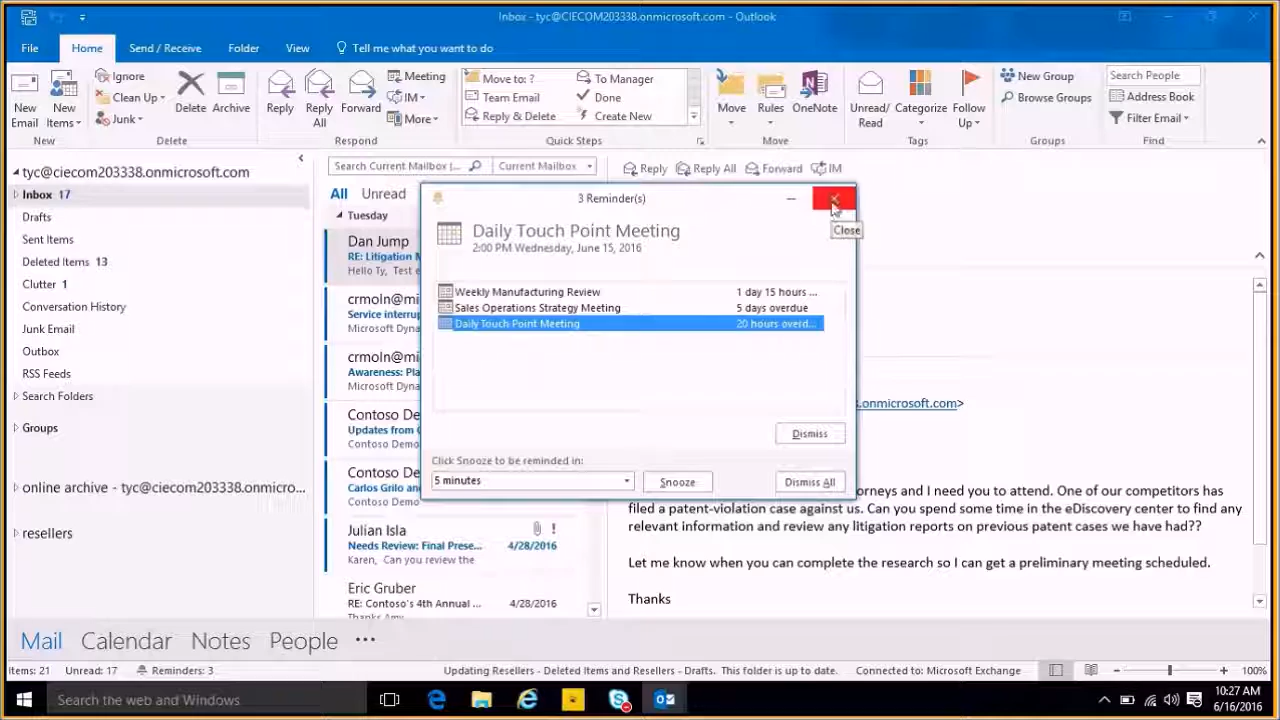 Inbox - tyc@CIECOM203338.onmicrosoft.com - Outlook
File Home Send / Receive Folder View Tell me what you want to do
New Email
New Items
Ignore
Clean Up
Junk
Delete
Archive
Reply
Reply All
Forward
Meeting
IM
More
Move to: ?
Team Email
Reply & Delete
To Manager
Done
Create New
Move
Rules
OneNote
Unread/ Read
Categorize
Follow Up
New Group
Browse Groups
Search People
Address Book
Filter Email
New Delete Respond Quick Steps Move Tags Groups Find
tyc@ciecom203338.onmicrosoft.com
Inbox 17
Drafts
Sent Items
Deleted Items 13
Clutter 1
Conversation History
Junk Email
Outbox
RSS Feeds
Search Folders
Groups
online archive - tyc@ciecom203338.onmicro...
resellers
Search Current Mailbox (... Current Mailbox
All Unread
Tuesday
Dan Jump
RE: Litigation M
Hello Ty, Test e
crmoln@mi
Service interrup
Microsoft Dyna
crmoln@mi
Awareness: Pla
Microsoft Dyna
Contoso De
Updates from
Contoso Demo
Contoso De
Carlos Grilo an
Contoso Demo
Julian Isla
Needs Review: Final Prese... 4/28/2016
Karen, Can you review the
Eric Gruber
RE: Contoso's 4th Annual ... 4/28/2016
Thanks Amy
Reply Reply All Forward IM
3 Reminder(s)
Close
Daily Touch Point Meeting
2:00 PM Wednesday, June 15, 2016
Weekly Manufacturing Review 1 day 15 hours ...
Sales Operations Strategy Meeting 5 days overdue
Daily Touch Point Meeting 20 hours overd...
Dismiss
Click Snooze to be reminded in:
5 minutes Snooze Dismiss All
.onmicrosoft.com>
orneys and I need you to attend. One of our competitors has
filed a patent-violation case against us. Can you spend some time in the eDiscovery center to find any
relevant information and review any litigation reports on previous patent cases we have had??
Let me know when you can complete the research so I can get a preliminary meeting scheduled.
Thanks
Mail Calendar Notes People ...
Items: 21 Unread: 17 Reminders: 3 Updating Resellers - Deleted Items and Resellers - Drafts. This folder is up to date. Connected to: Microsoft Exchange 100%
Search the web and Windows
10:27 AM
6/16/2016